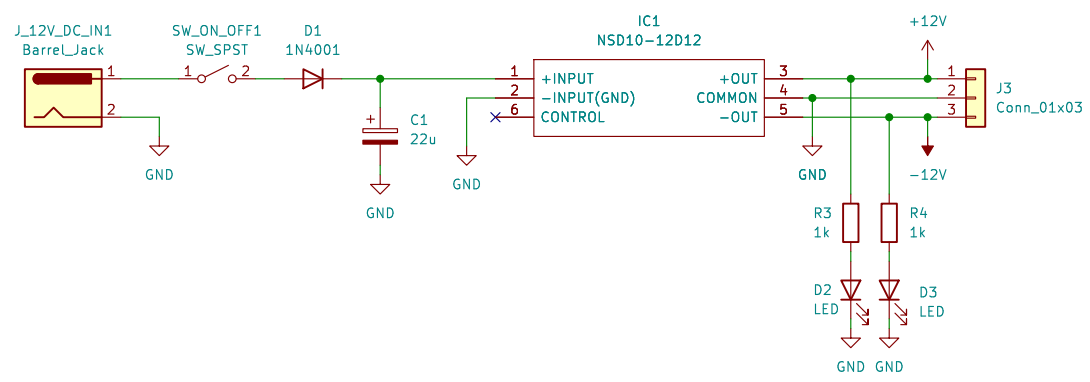 J_12V_DC_IN1
Barrel_Jack
1
2
GND
SW_ON_OFF1
SW_SPST
1
2
D1
1N4001
C1
22u
GND
GND
IC1
NSD10-12D12
1
+INPUT
2
-INPUT(GND)
6
CONTROL
+OUT
3
COMMON
4
-OUT
5
GND
+12V
-12V
1
2
3
J3
Conn_01x03
R3
1k
R4
1k
D2
LED
D3
LED
GND
GND